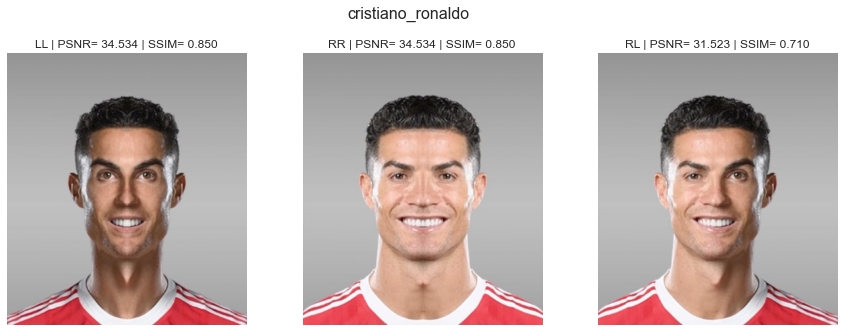 cristiano_ronaldo
LL | PSNR= 34.534 | SSIM= 0.850
RR | PSNR= 34.534 | SSIM= 0.850
RL | PSNR= 31.523 | SSIM= 0.710